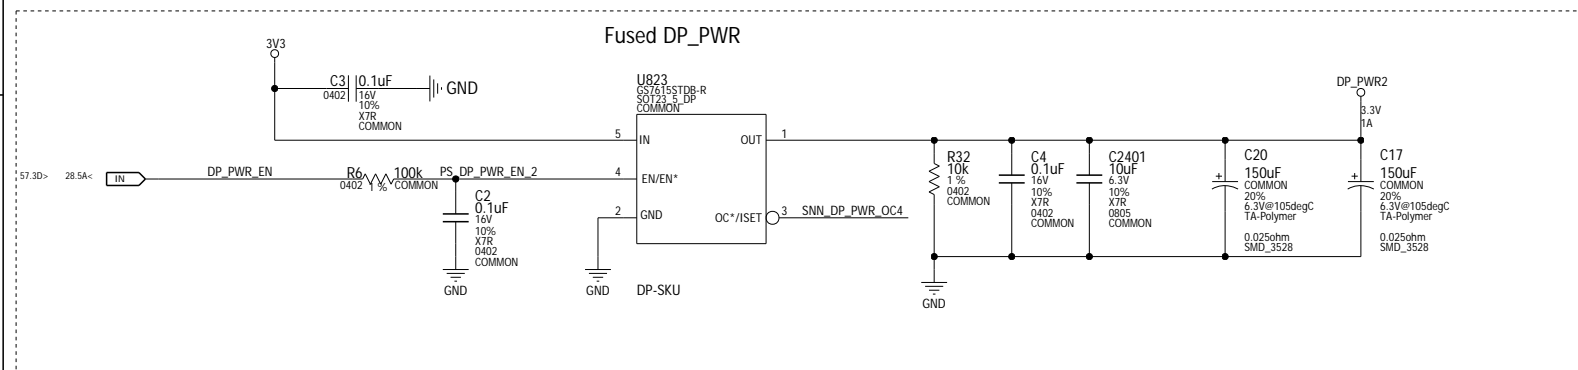 Fused DP_PWR
3V3
C3 0.1uF
0402 16V
10%
X7R
COMMON
GND
U823
GS7615STDB-R
SOT23_5_DP
COMMON
5 IN
OUT 1
4 EN/EN*
2 GND
OC*/ISET 3
SNN_DP_PWR_OC4
DP-SKU
57.3D> 28.5A< IN
DP_PWR_EN
R6 100k
0402 1 % COMMON
PS_DP_PWR_EN_2
C2
0.1uF
16V
10%
X7R
0402
COMMON
GND
GND
R32
10k
1 %
0402
COMMON
C4
0.1uF
16V
10%
X7R
0402
COMMON
C2401
10uF
6.3V
10%
X7R
0805
COMMON
GND
C20
150uF
COMMON
20%
6.3V@105degC
TA-Polymer
0.025ohm
SMD_3528
DP_PWR2
3.3V
1A
C17
150uF
COMMON
20%
6.3V@105degC
TA-Polymer
0.025ohm
SMD_3528